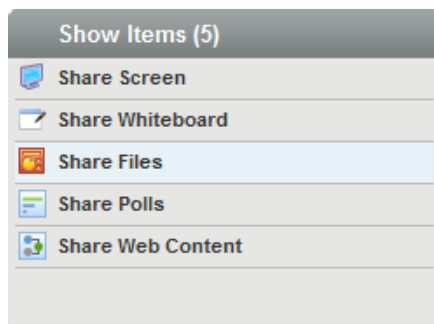 Show Items (5)
Share Screen
Share Whiteboard
Share Files
Share Polls
Share Web Content